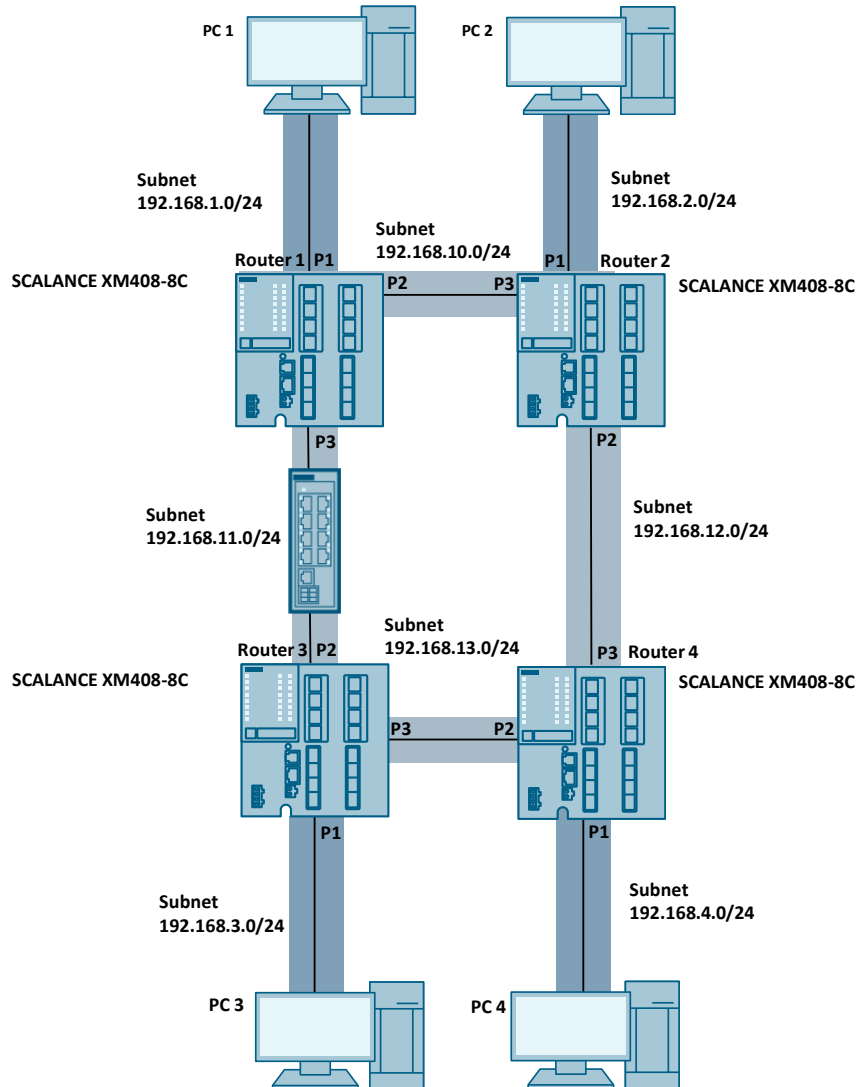 PC 1
PC 2
Subnet
192.168.1.0/24
Subnet
192.168.2.0/24
Subnet
192.168.10.0/24
Router 1
P1
P1
Router 2
SCALANCE XM408-8C
P2
P3
SCALANCE XM408-8C
P3
P2
Subnet
192.168.11.0/24
Subnet
192.168.12.0/24
Subnet
192.168.13.0/24
Router 3
P2
P3
Router 4
SCALANCE XM408-8C
SCALANCE XM408-8C
P3
P2
P1
P1
Subnet
192.168.3.0/24
Subnet
192.168.4.0/24
PC 3
PC 4